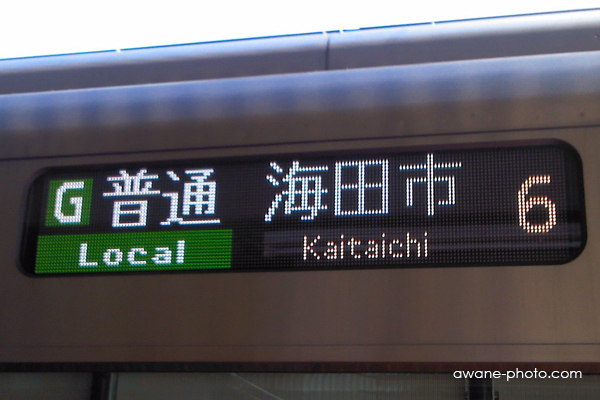 G 普通 海田市 6
Local Kaitaichi
awane-photo.com